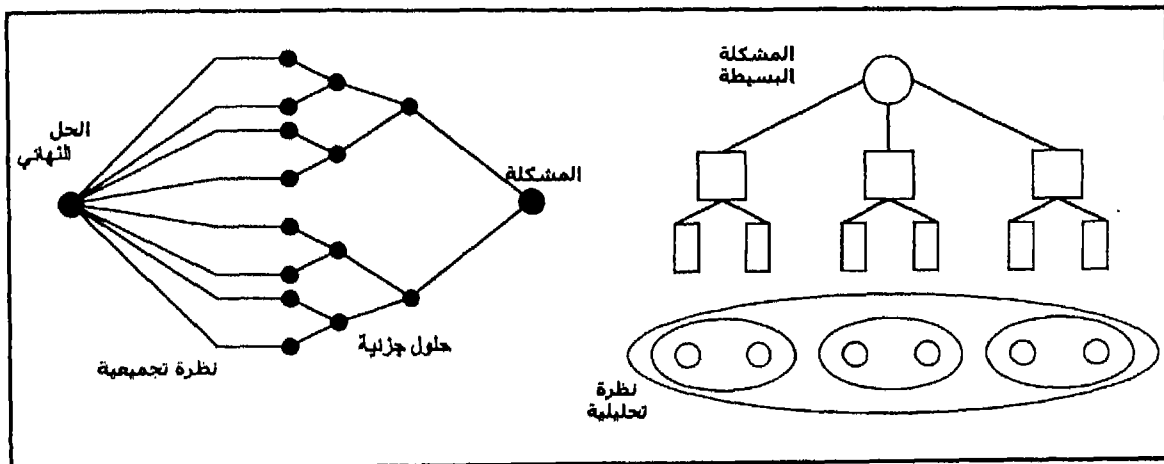 المشكلة
البسيطة
نظرة
تحليلية
المشكلة
حلول جزئية
نظرة تجميعية
الحل
النهائي